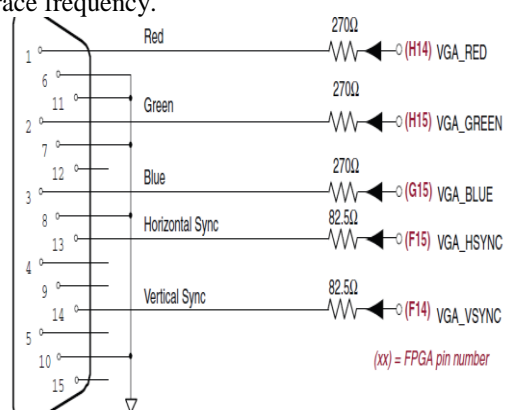 race frequency.
270Ω
Red
1
(H14) VGA_RED
6
270Ω
11
Green
2
(H15) VGA_GREEN
7
270Ω
12
Blue
3
(G15) VGA_BLUE
8
Horizontal Sync
82.5Ω
13
(F15) VGA_HSYNC
4
9
Vertical Sync
82.5Ω
14
(F14) VGA_VSYNC
5
10
(xx) = FPGA pin number
15